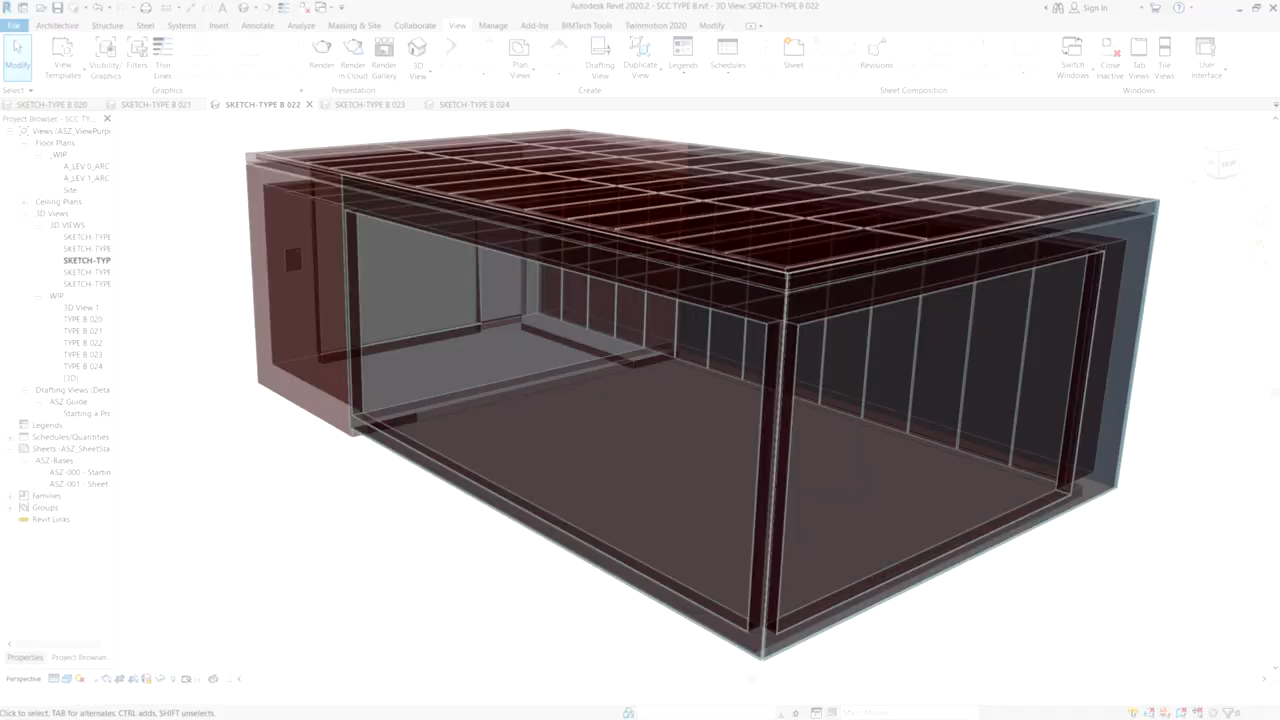 Autodesk Revit 2020.2 - SCC TYPE B.rvt - 3D View: SKETCH-TYPE B 022
Sign In
File Architecture Structure Steel Systems Insert Annotate Analyze Massing & Site Collaborate View Manage Add-Ins BIMTech Tools Twinmotion 2020 Modify
Modify View Templates Visibility/ Graphics Filters Thin Lines Render Render in Cloud Render Gallery 3D View Plan Views Drafting View Duplicate View Legends Schedules Sheet Revisions Switch Windows Close Inactive Tab Views Tile Views User Interface
Select Graphics Presentation Create Sheet Composition Windows
SKETCH-TYPE B 020 SKETCH-TYPE B 021 SKETCH-TYPE B 022 SKETCH-TYPE B 023 SKETCH-TYPE B 024
Project Browser - SCC TY...
Views (ASZ_ViewPurp
Floor Plans
_WIP
A_LEV 0_ARC
A_LEV 1_ARC
Site
Ceiling Plans
3D Views
3D VIEWS
SKETCH-TYPE
SKETCH-TYPE
SKETCH-TYP
SKETCH-TYPE
SKETCH-TYPE
WIP
3D View 1
TYPE B 020
TYPE B 021
TYPE B 022
TYPE B 023
TYPE B 024
{3D}
Drafting Views (Deta
ASZ Guide
Starting a Pr
Legends
Schedules/Quantities
Sheets (ASZ_SheetSta
ASZ-Bases
ASZ-000 - Startin
ASZ-001 - Sheet
Families
Groups
Revit Links
Properties Project Browser
Perspective
Click to select, TAB for alternates, CTRL adds, SHIFT unselects.